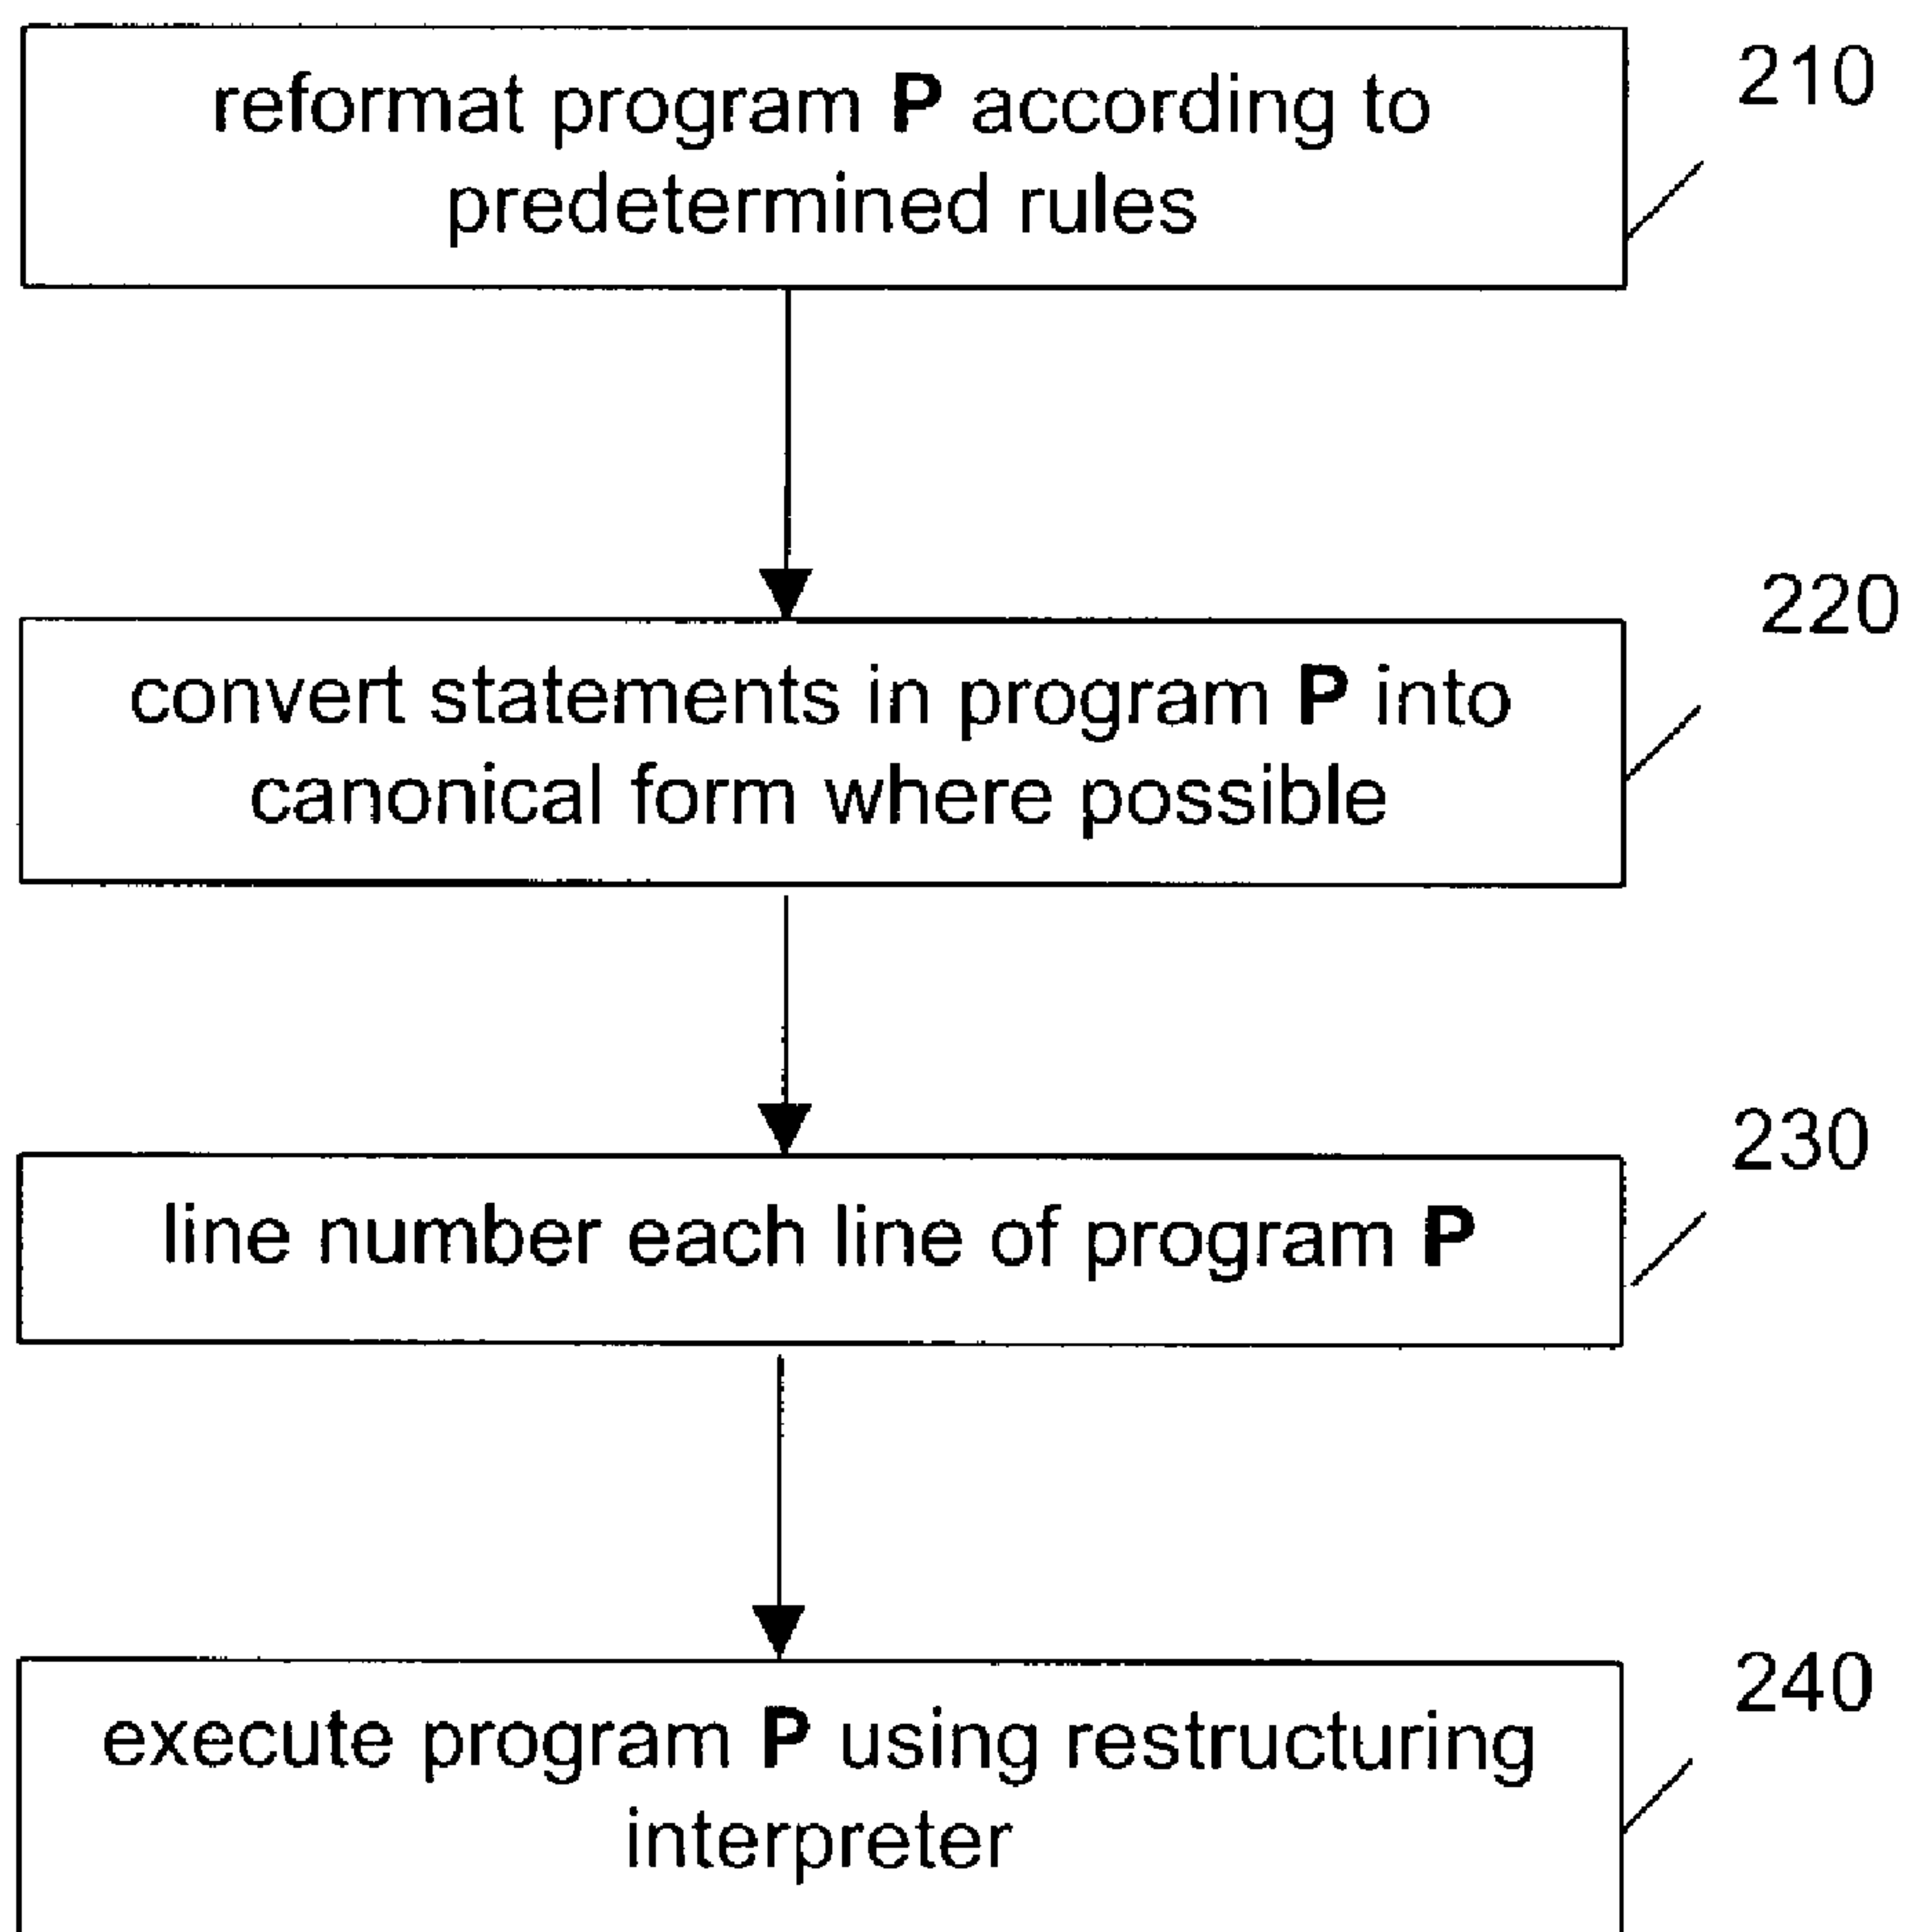 reformat program P according to
predetermined rules
210
convert statements in program P into
canonical form where possible
220
line number each line of program P
230
execute program P using restructuring
interpreter
240